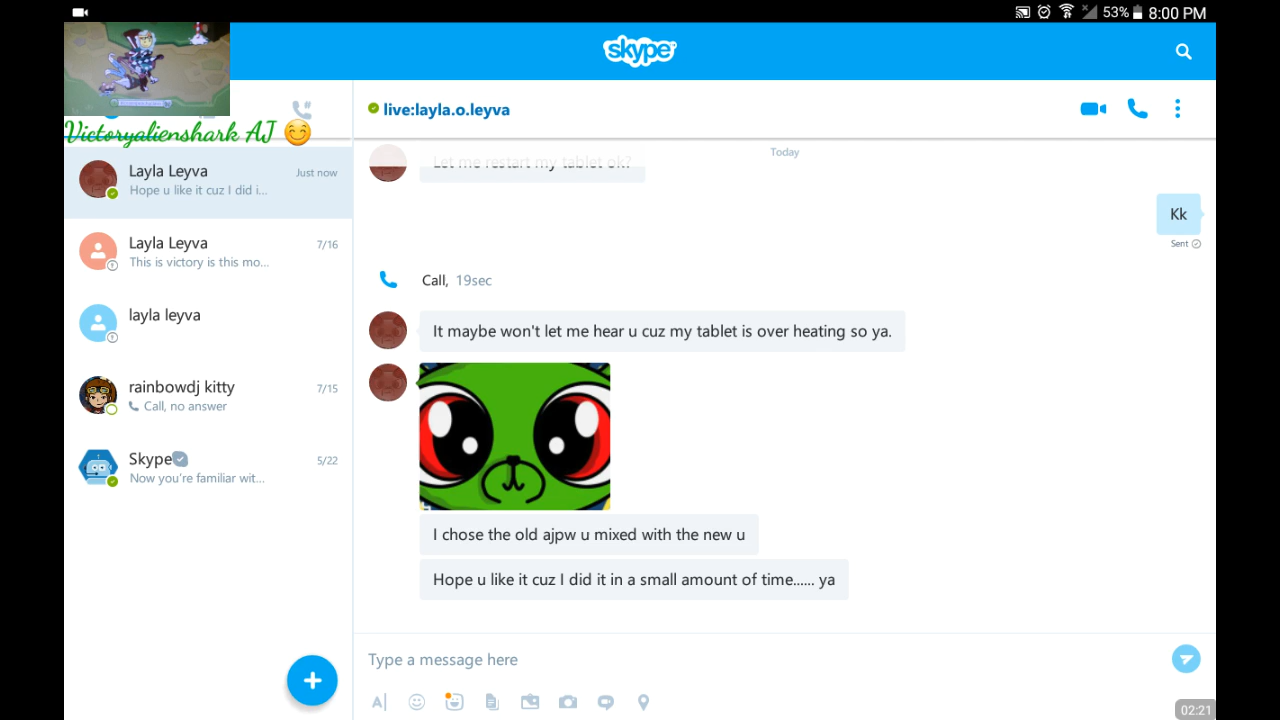 53% 8:00 PM
skype
Victoryalienshark AJ 😊
Layla Leyva
Just now
Hope u like it cuz I did i...
Layla Leyva
7/16
This is victory is this mo...
layla leyva
rainbowdj kitty
7/15
Call, no answer
Skype
5/22
Now you're familiar wit...
live:layla.o.leyva
Today
Let me restart my tablet ok?
Kk
Sent
Call, 19sec
It maybe won't let me hear u cuz my tablet is over heating so ya.
I chose the old ajpw u mixed with the new u
Hope u like it cuz I did it in a small amount of time...... ya
Type a message here
02:21